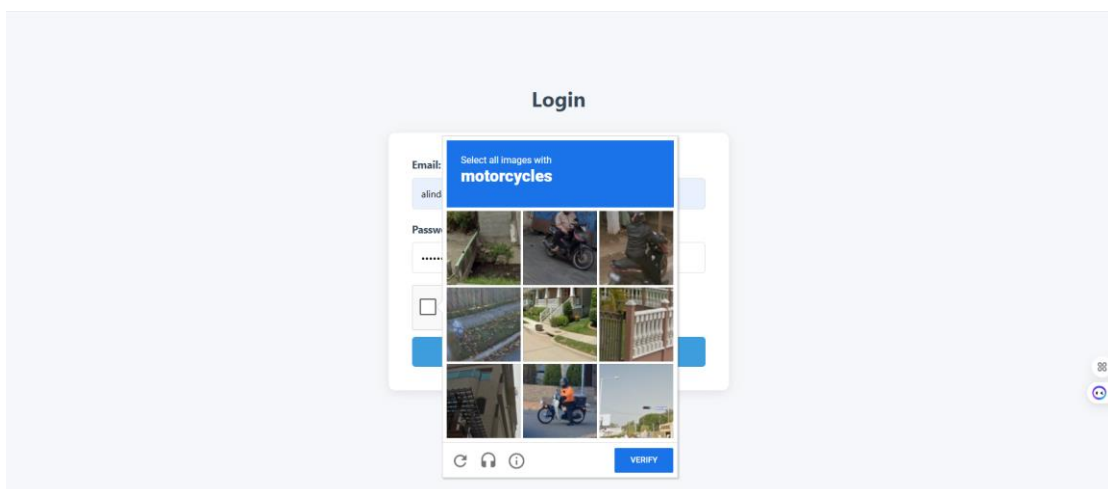 Login
Email:
Select all images with
motorcycles
alind
Passw
VERIFY